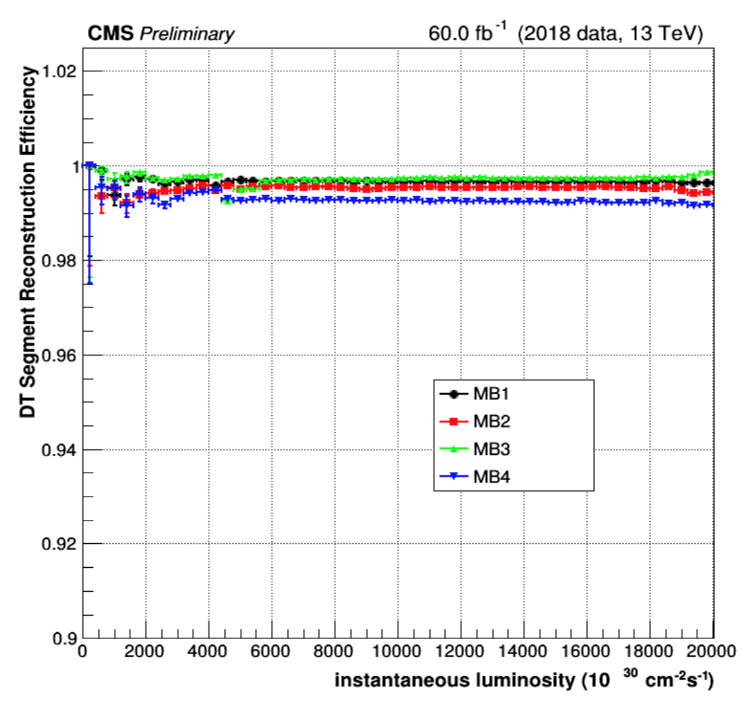 CMS Preliminary 60.0 fb⁻¹ (2018 data, 13 TeV)
DT Segment Reconstruction Efficiency
1.02
1
0.98
0.96
0.94
0.92
0.9
MB1
MB2
MB3
MB4
0 2000 4000 6000 8000 10000 12000 14000 16000 18000 20000
instantaneous luminosity (10 ³⁰ cm⁻²s⁻¹)